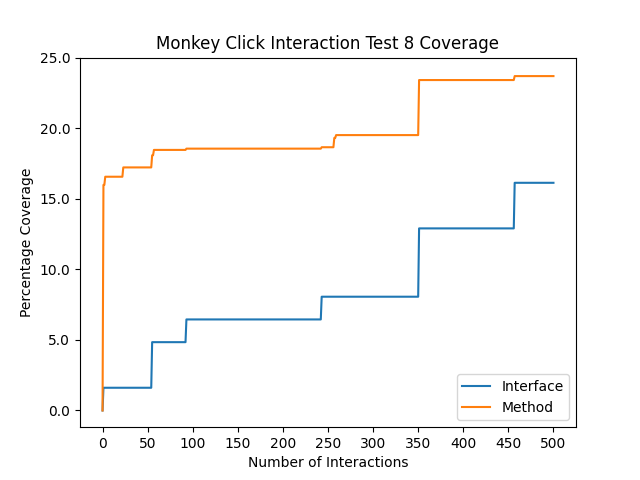 Monkey Click Interaction Test 8 Coverage
25.0
20.0
15.0
10.0
5.0
0.0
Percentage Coverage
Interface
Method
0 50 100 150 200 250 300 350 400 450 500
Number of Interactions